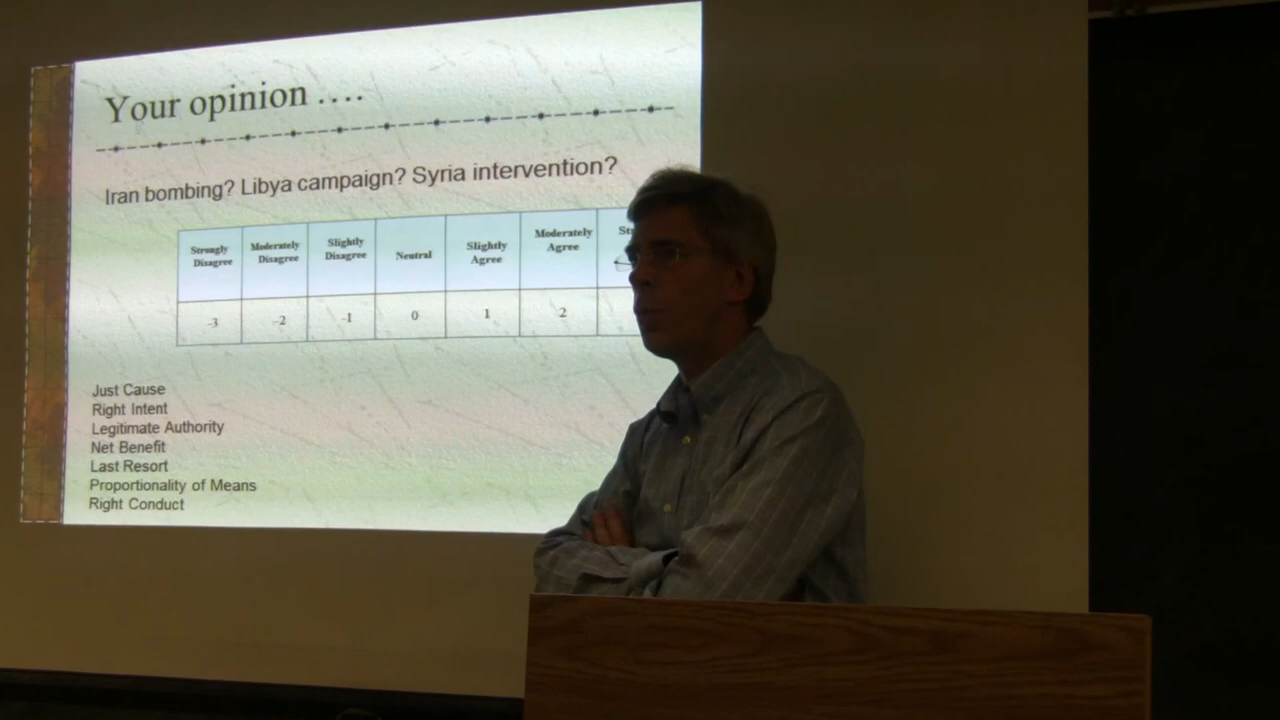 Your opinion ....
Iran bombing? Libya campaign? Syria intervention?
Strongly Disagree
Moderately Disagree
Slightly Disagree
Neutral
Slightly Agree
Moderately Agree
-3
-2
-1
0
1
2
Just Cause
Right Intent
Legitimate Authority
Net Benefit
Last Resort
Proportionality of Means
Right Conduct